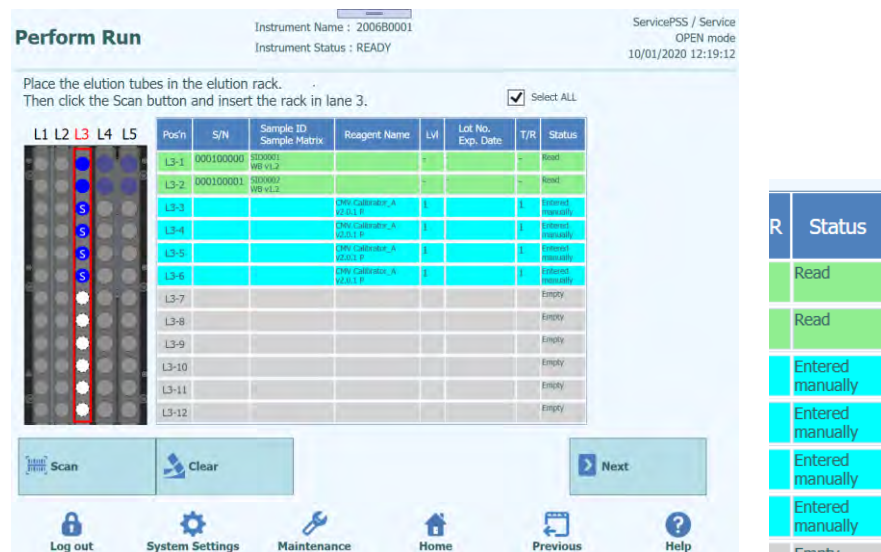 Perform Run
Instrument Name : 2006B0001
Instrument Status : READY
ServicePSS / Service
OPEN mode
10/01/2020 12:19:12
Place the elution tubes in the elution rack.
Then click the Scan button and insert the rack in lane 3.
Select ALL
L1 L2 L3 L4 L5
Pos'n S/N Sample ID Sample Matrix Reagent Name Lvl Lot No. Exp. Date T/R Status
L3-1 000100000 SID0001 WB v1.2 - - Read
L3-2 000100001 SID0002 WB v1.2 - - Read
L3-3 CMV Calibrator_A v2.0.1 P 1 1 Entered manually
L3-4 CMV Calibrator_A v2.0.1 P 1 1 Entered manually
L3-5 CMV Calibrator_A v2.0.1 P 1 1 Entered manually
L3-6 CMV Calibrator_A v2.0.1 P 1 1 Entered manually
L3-7 Empty
L3-8 Empty
L3-9 Empty
L3-10 Empty
L3-11 Empty
L3-12 Empty
S
S
S
S
Scan
Clear
Next
Log out
System Settings
Maintenance
Home
Previous
Help
R Status
Read
Read
Entered
manually
Entered
manually
Entered
manually
Entered
manually
Empty